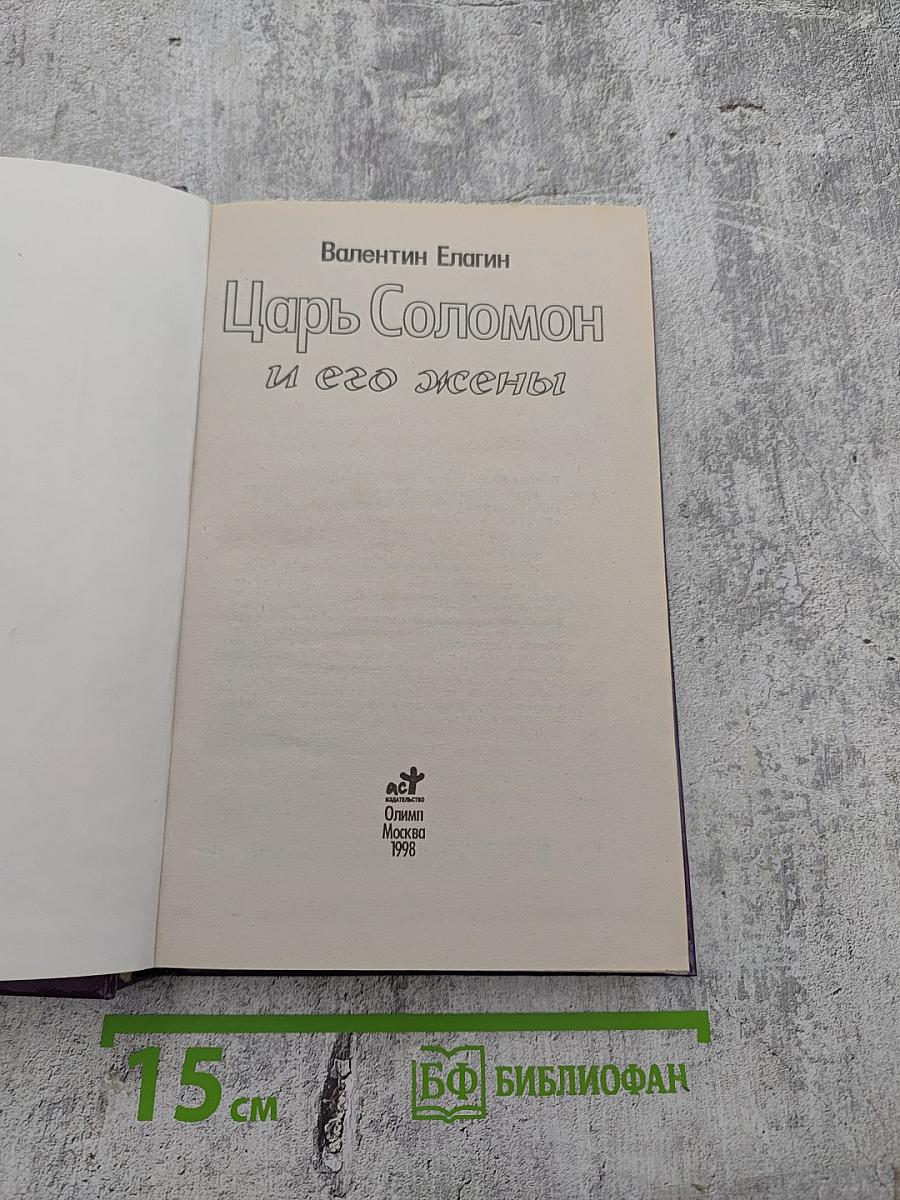 Валентин Елагин
Царь Соломон
и его жены
аст
ИЗДАТЕЛЬСТВО
Олимп
Москва
1998
15 см
БФ БИБЛИОФАН